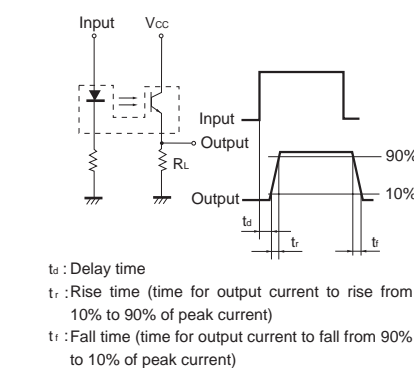 Input Vcc
Input
Output
RL
90%
10%
Output
td
tr
tf
td : Delay time
tr : Rise time (time for output current to rise from
10% to 90% of peak current)
tf : Fall time (time for output current to fall from 90%
to 10% of peak current)